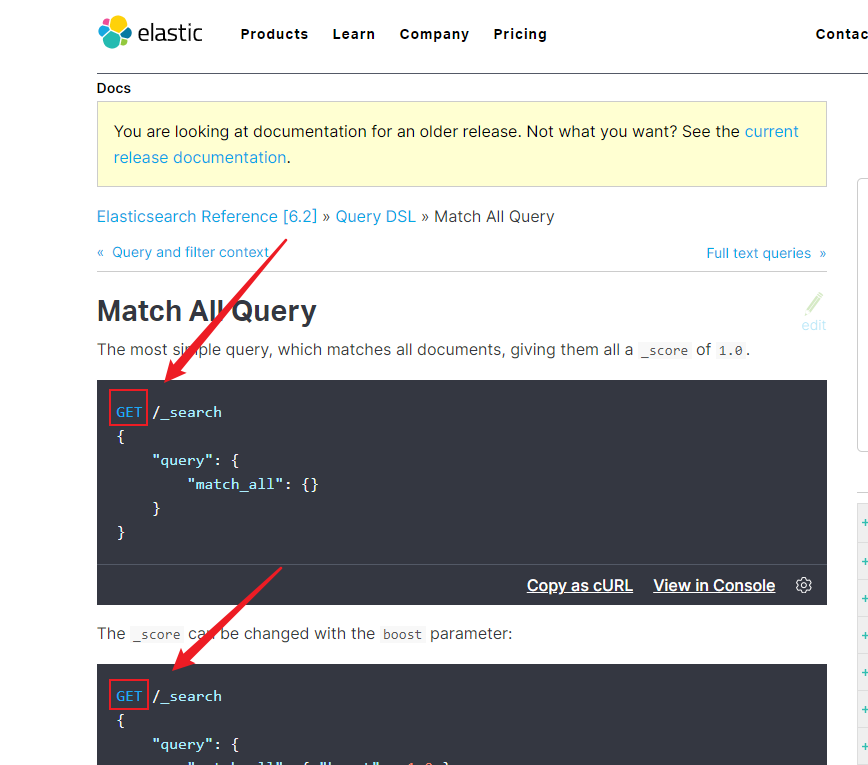 elastic Products Learn Company Pricing Contac
Docs
You are looking at documentation for an older release. Not what you want? See the current
release documentation.
Elasticsearch Reference [6.2] » Query DSL » Match All Query
« Query and filter context
Full text queries »
Match All Query
edit
The most simple query, which matches all documents, giving them all a _score of 1.0.
GET /_search
{
"query": {
"match_all": {}
}
}
Copy as cURL View in Console
The _score can be changed with the boost parameter:
GET /_search
{
"query": {